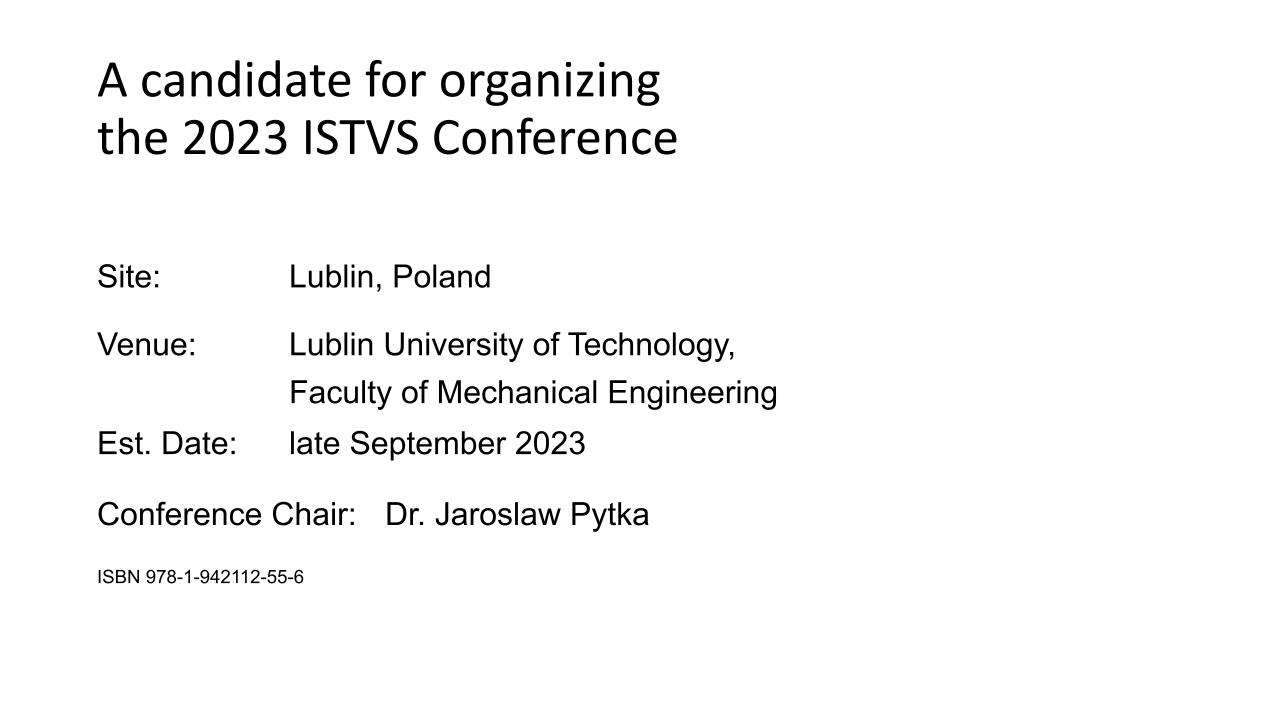 A candidate for organizing
the 2023 ISTVS Conference
Site: Lublin, Poland
Venue: Lublin University of Technology,
Faculty of Mechanical Engineering
Est. Date: late September 2023
Conference Chair: Dr. Jaroslaw Pytka
ISBN 978-1-942112-55-6